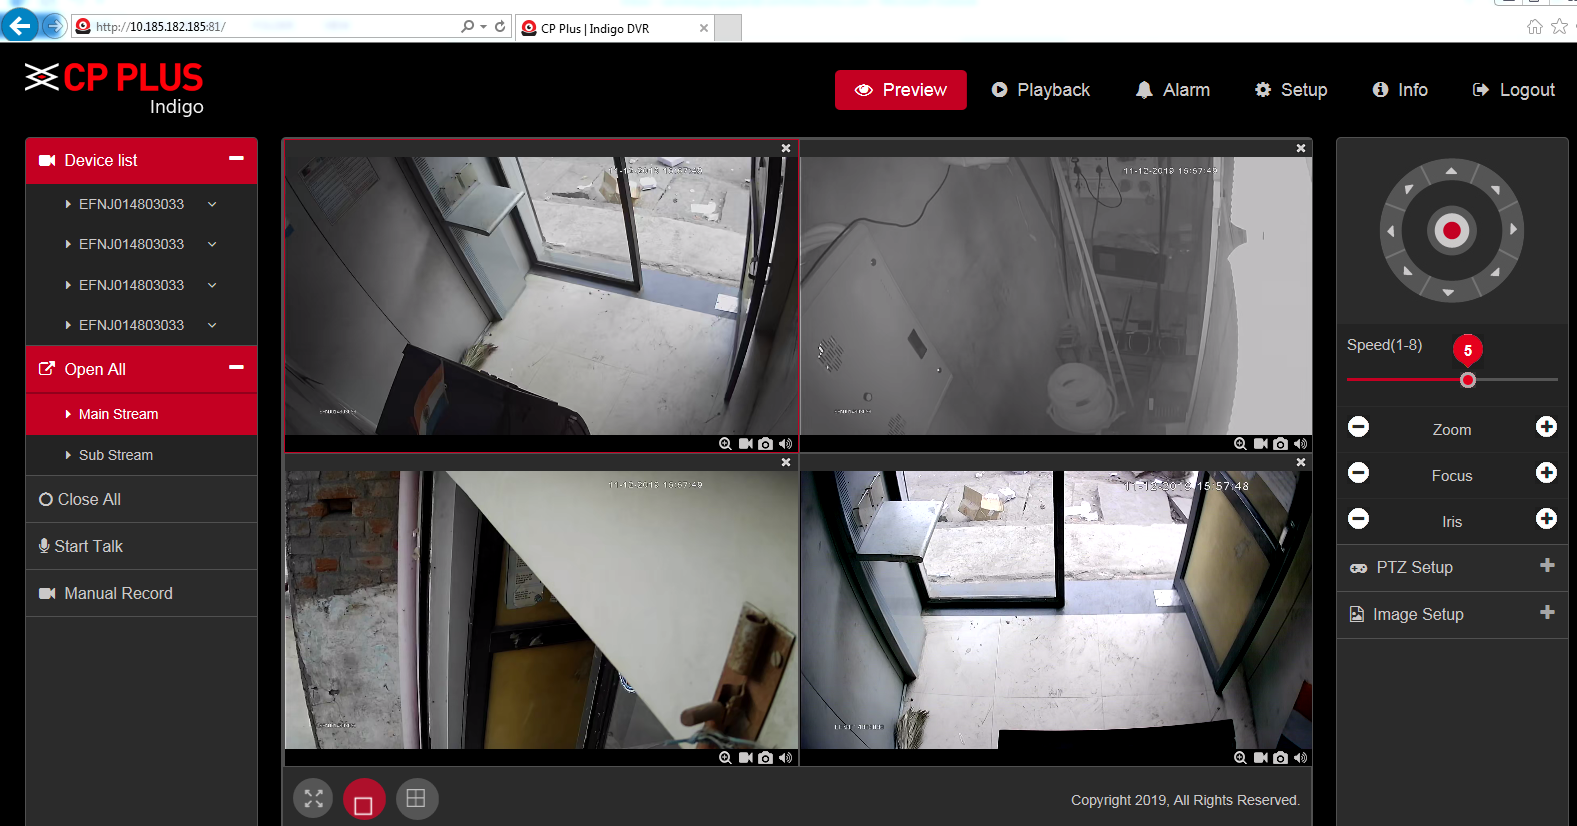 http://10.185.182.185:81/
CP Plus | Indigo DVR
CP PLUS
Indigo
Preview
Playback
Alarm
Setup
Info
Logout
Device list
EFNJ014803033
EFNJ014803033
EFNJ014803033
EFNJ014803033
Open All
Main Stream
Sub Stream
Close All
Start Talk
Manual Record
11-12-2019 15:57:49
11-12-2019 15:57:49
11-12-2019 15:57:49
11-12-2019 15:57:48
Speed(1-8)
5
Zoom
Focus
Iris
PTZ Setup
Image Setup
Copyright 2019, All Rights Reserved.